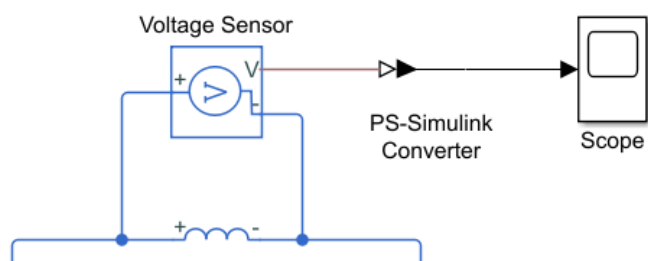 Voltage Sensor
+
V
V
-
PS-Simulink
Converter
Scope
+
-